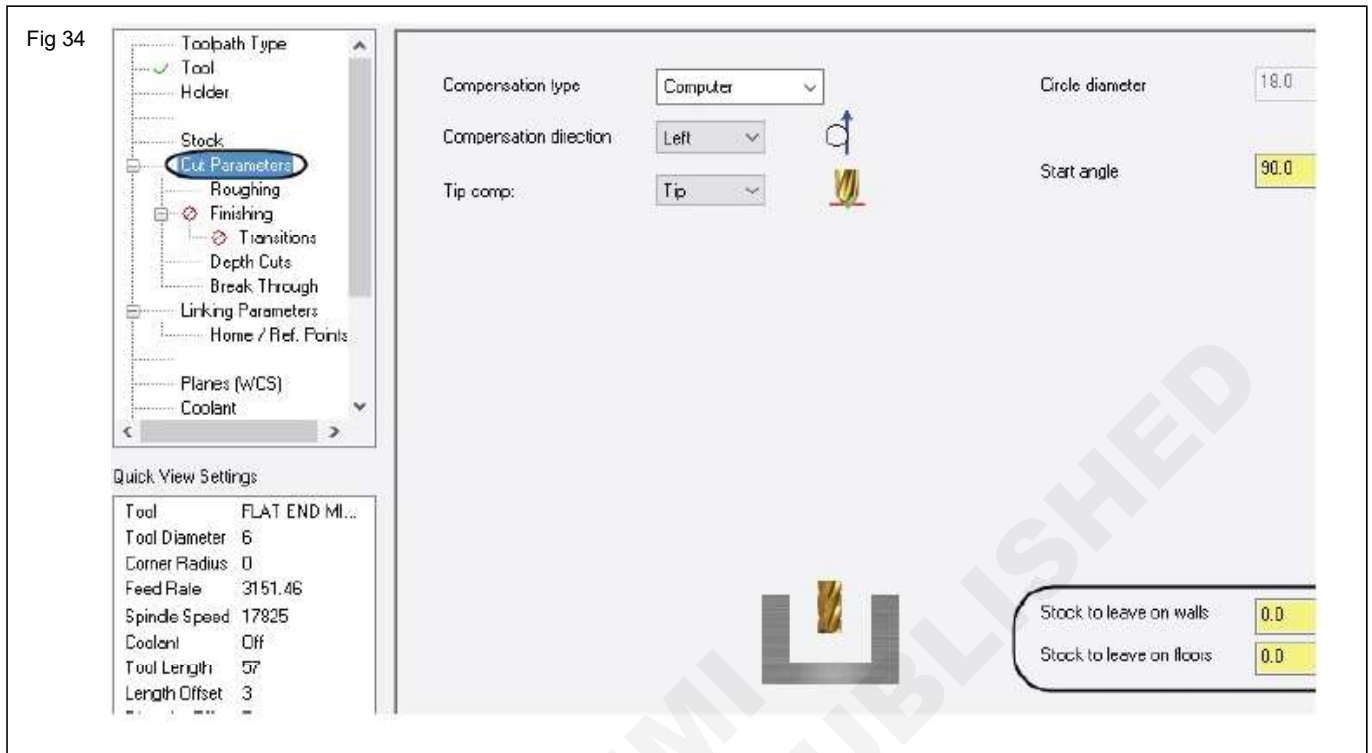 Fig 34
Toolpath Type
Tool
Holder
Stock
Cut Parameters
Roughing
Finishing
Transitions
Depth Cuts
Break Through
Linking Parameters
Home / Ref. Points
Planes (WCS)
Coolant
Quick View Settings
Tool FLAT END MI...
Tool Diameter 6
Corner Radius 0
Feed Rate 3151.46
Spindle Speed 17825
Coolant Off
Tool Length 57
Length Offset 3
Compensation type Computer
Compensation direction Left
Tip comp: Tip
Circle diameter 18.0
Start angle 90.0
Stock to leave on walls 0.0
Stock to leave on floors 0.0